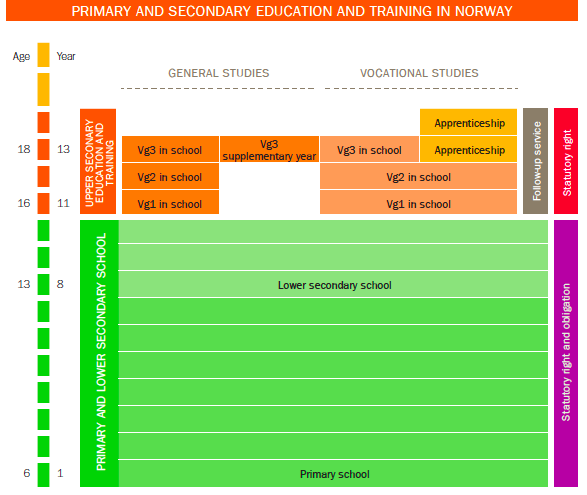 PRIMARY AND SECONDARY EDUCATION AND TRAINING IN NORWAY
Age Year
GENERAL STUDIES VOCATIONAL STUDIES
UPPER SECONARY
EDUCATION AND
TRAINING
Apprenticeship
18 13
Vg3 in school
Vg3
supplementary year
Vg3 in school
Apprenticeship
Vg2 in school
Vg2 in school
16 11
Vg1 in school
Vg1 in school
Follow-up service
Statutory right
PRIMARY AND LOWER SECONDARY SCHOOL
13 8
Lower secondary school
Statutory right and obligation
6 1
Primary school